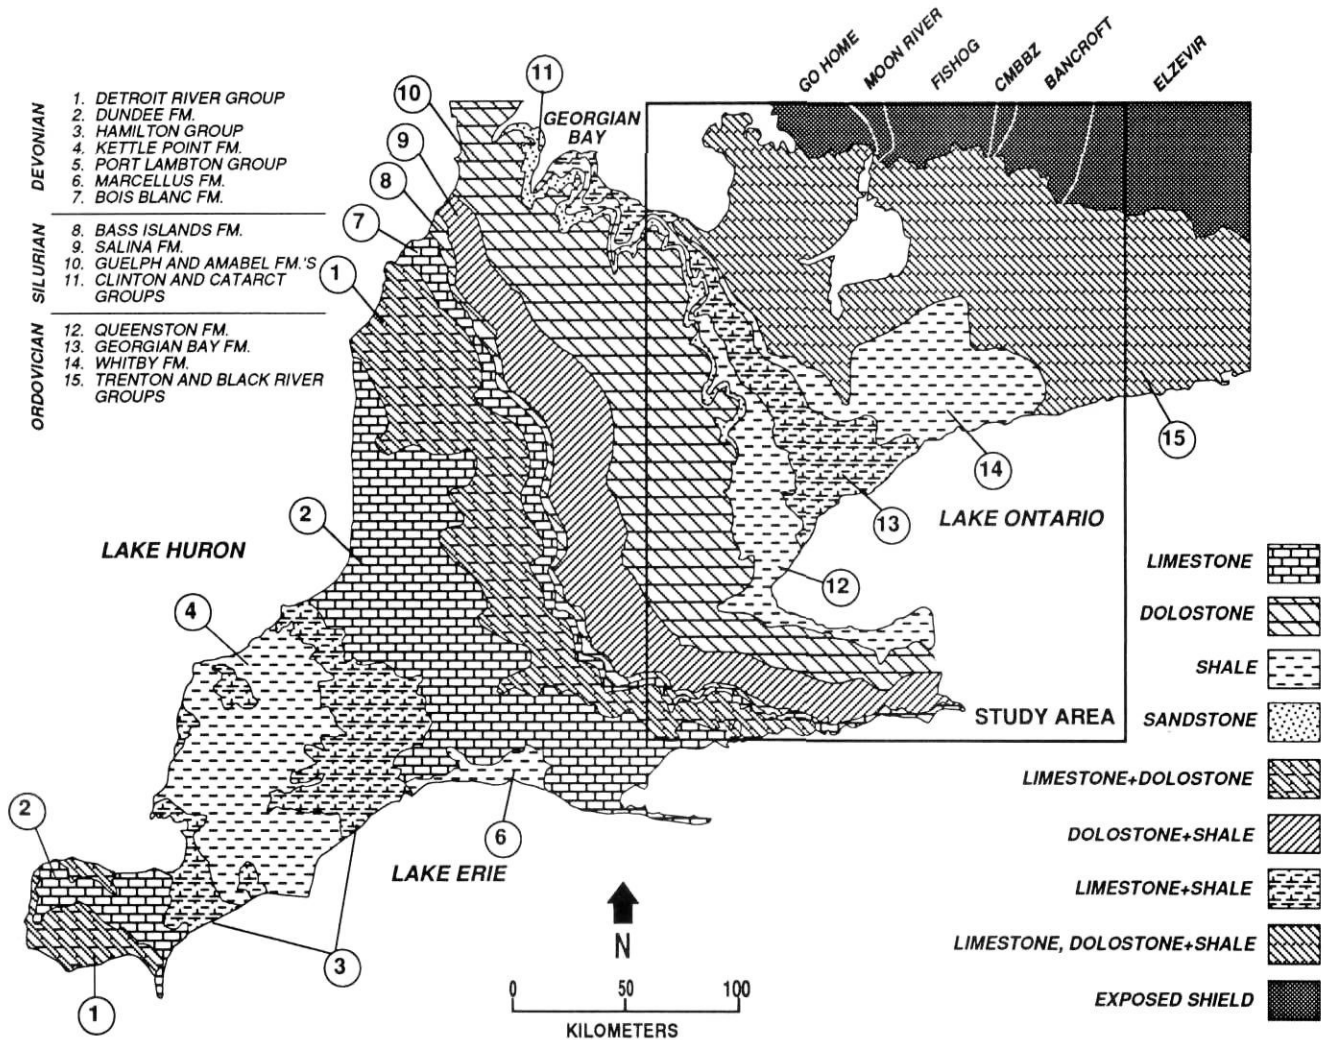 GO HOME
MOON RIVER
FISHOG
CMBBZ
BANCROFT
ELZEVIR
DEVONIAN
1. DETROIT RIVER GROUP
2. DUNDEE FM.
3. HAMILTON GROUP
4. KETTLE POINT FM.
5. PORT LAMBTON GROUP
6. MARCELLUS FM.
7. BOIS BLANC FM.
SILURIAN
8. BASS ISLANDS FM.
9. SALINA FM.
10. GUELPH AND AMABEL FM.'S
11. CLINTON AND CATARCT
GROUPS
ORDOVICIAN
12. QUEENSTON FM.
13. GEORGIAN BAY FM.
14. WHITBY FM.
15. TRENTON AND BLACK RIVER
GROUPS
11
10
GEORGIAN
BAY
9
8
7
1
15
14
2
13
LAKE ONTARIO
LAKE HURON
12
4
STUDY AREA
2
6
LAKE ERIE
3
1
N
0 50 100
KILOMETERS
LIMESTONE
DOLOSTONE
SHALE
SANDSTONE
LIMESTONE+DOLOSTONE
DOLOSTONE+SHALE
LIMESTONE+SHALE
LIMESTONE, DOLOSTONE+SHALE
EXPOSED SHIELD